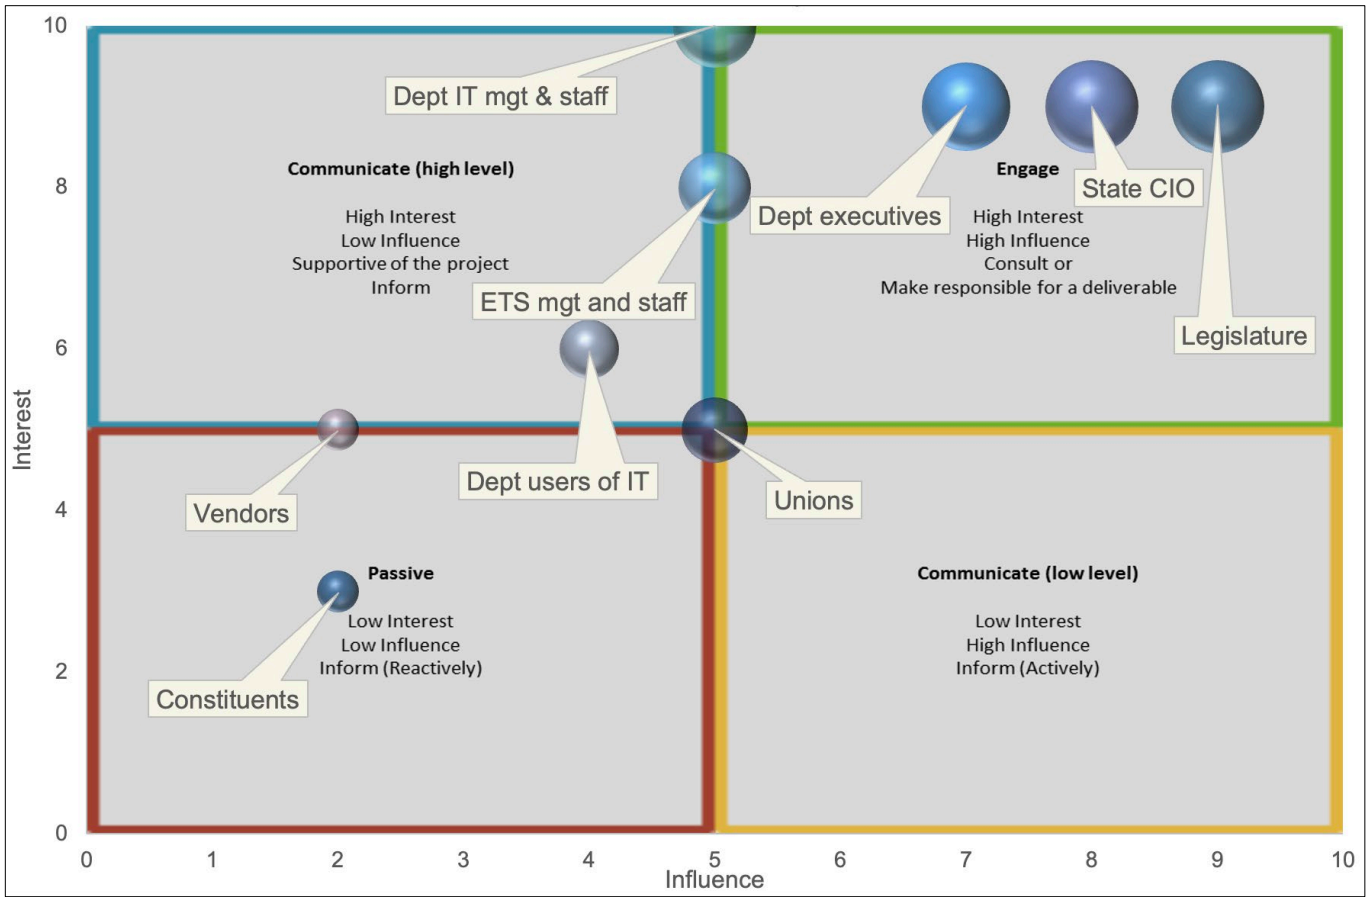 10
8
6
4
2
0
Interest
Dept IT mgt & staff
Communicate (high level)
High Interest
Low Influence
Supportive of the project
Inform
ETS mgt and staff
Dept executives
Engage
State CIO
High Interest
High Influence
Consult or
Make responsible for a deliverable
Legislature
Dept users of IT
Vendors
Unions
Passive
Low Interest
Low Influence
Inform (Reactively)
Constituents
Communicate (low level)
Low Interest
High Influence
Inform (Actively)
0 1 2 3 4 5 6 7 8 9 10
Influence